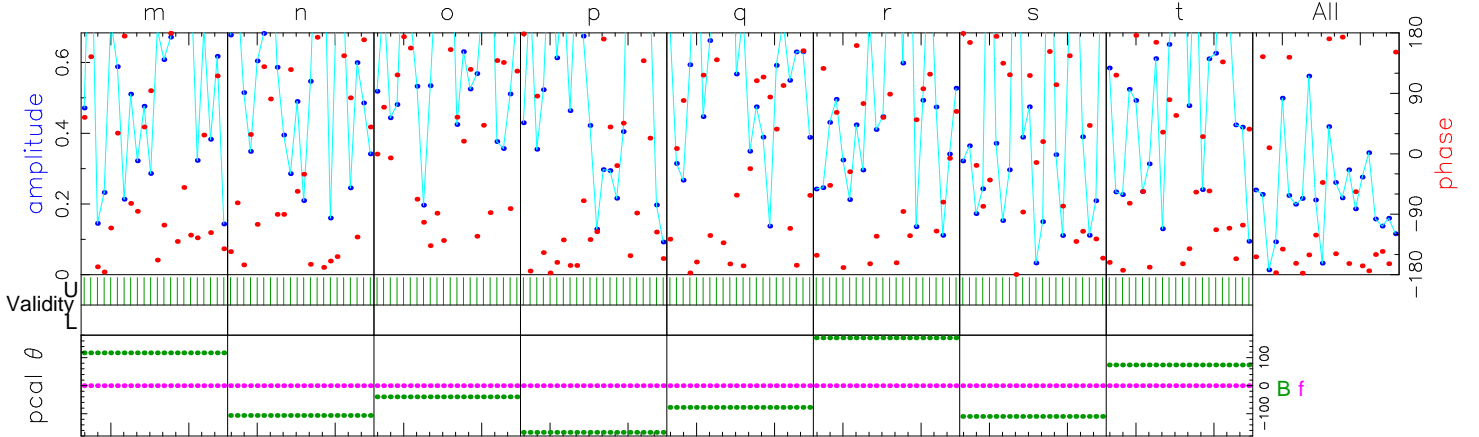 m n o p q r s t All
amplitude
0 0.2 0.4 0.6
180 90 0 −90 −180
phase
Validity
U
L
pcal θ
100 0 −100
B f